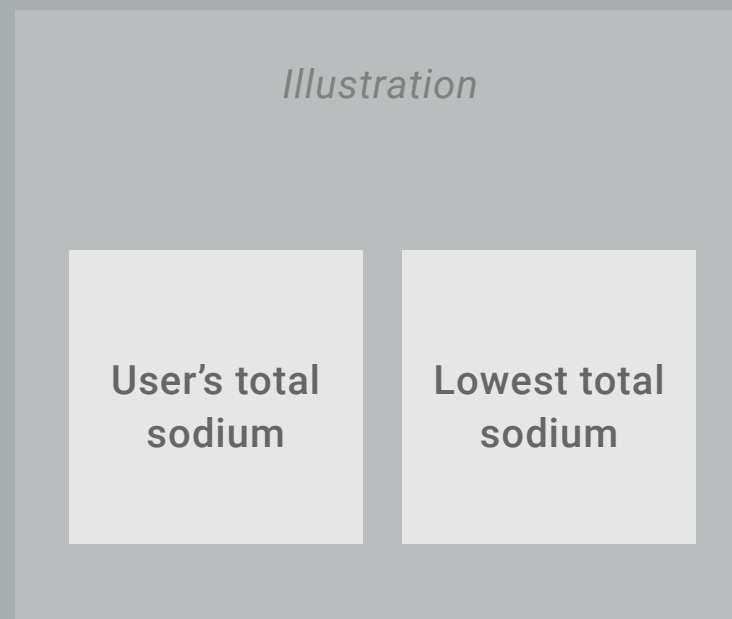 Illustration
User’s total
sodium
Lowest total
sodium